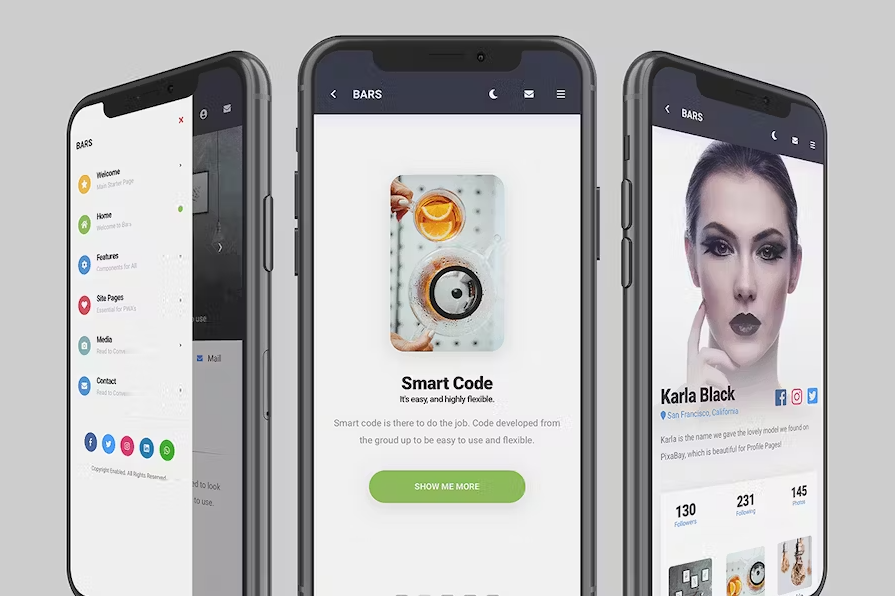 BARS
Welcome
Main Starter Page
Home
Welcome to Bars
Features
Components for All
Site Pages
Essential for PWA's
Media
Read to
Contact
Read to
Copyright Enabled. All Rights Reserved.
use
Mail
ed to look
to use.
BARS
Smart Code
It's easy, and highly flexible.
Smart code is there to do the job. Code developed from
the groud up to be easy to use and flexible.
SHOW ME MORE
BARS
Karla Black
San Francisco, California
Karla is the name we gave the lovely model we found on
PixaBay, which is beautiful for Profile Pages!
130
Followers
231
Following
145
Photos